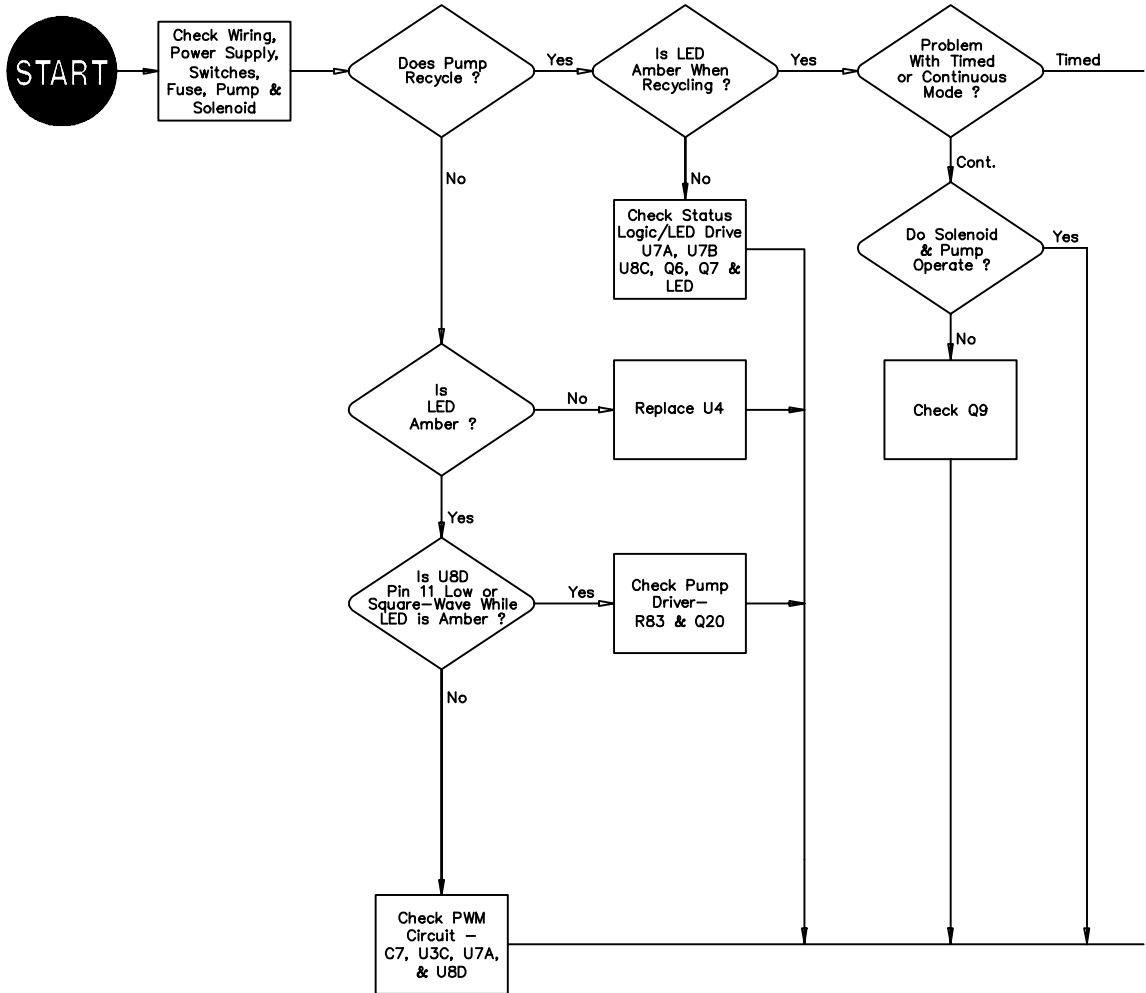 START
Check Wiring,
Power Supply,
Switches,
Fuse, Pump &
Solenoid
Does Pump
Recycle ?
Yes
Is LED
Amber When
Recycling ?
Yes
Problem
With Timed
or Continuous
Mode ?
Timed
No
No
Cont.
Check Status
Logic/LED Drive
U7A, U7B
U8C, Q6, Q7 &
LED
Do Solenoid
& Pump
Operate ?
Yes
No
Is
LED
Amber ?
No
Replace U4
Check Q9
Yes
Is U8D
Pin 11 Low or
Square-Wave While
LED is Amber ?
Yes
Check Pump
Driver-
R83 & Q20
No
Check PWM
Circuit -
C7, U3C, U7A,
& U8D